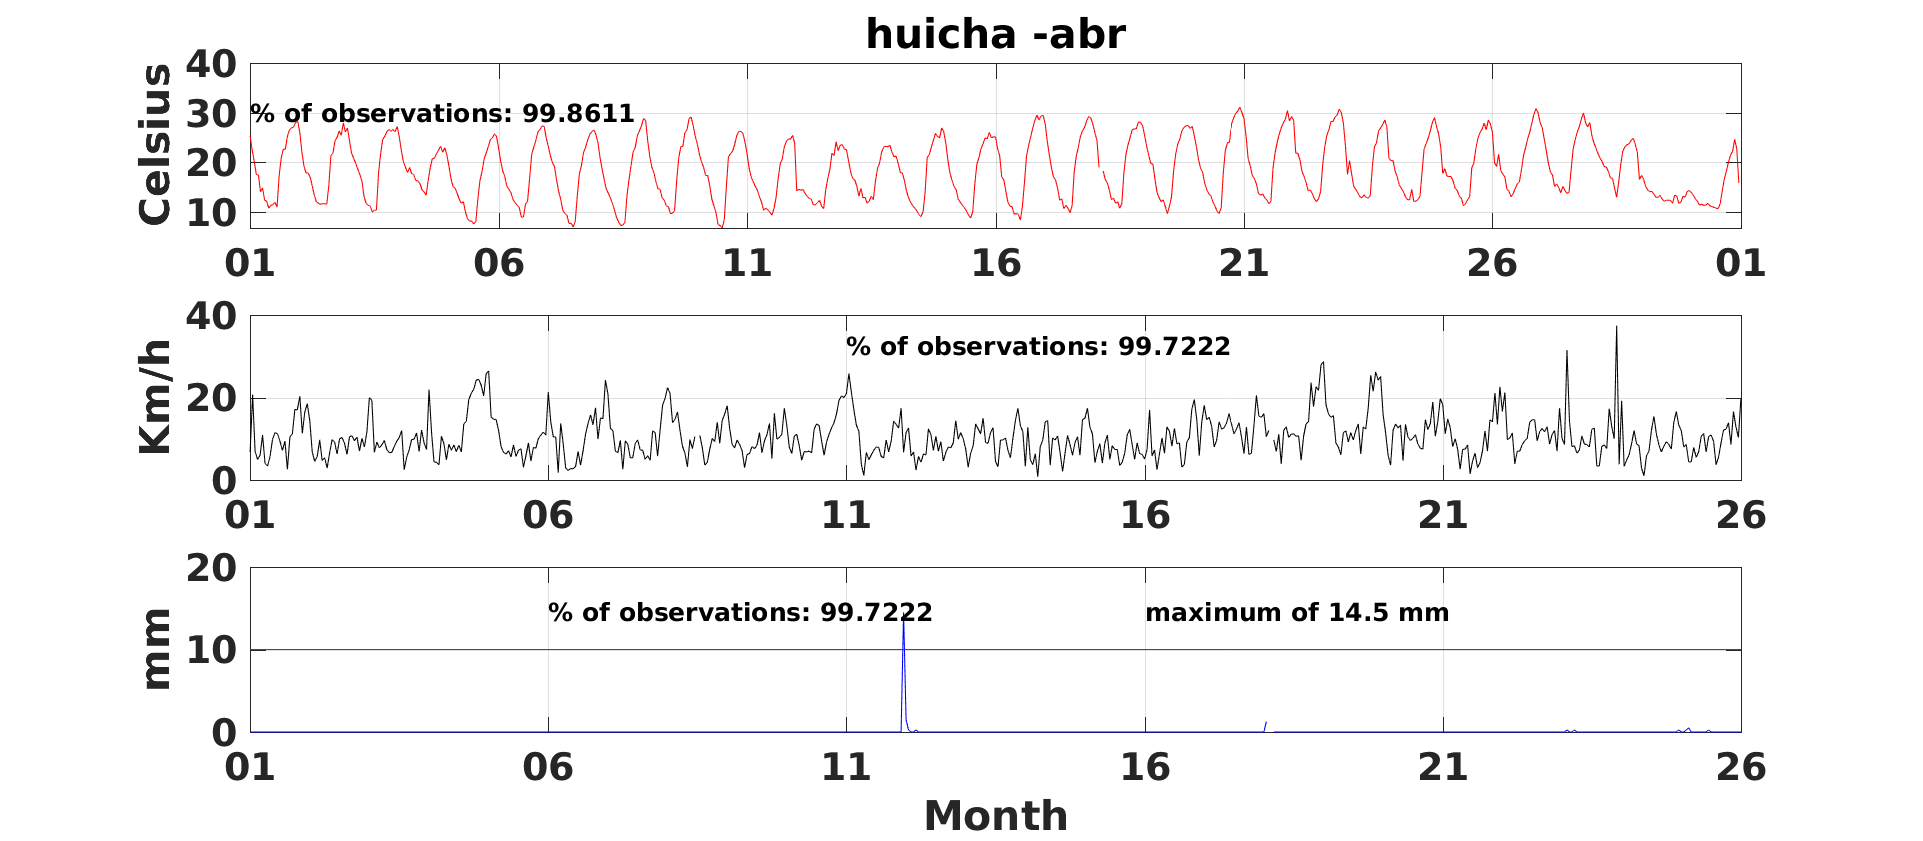 huicha -abr
Celsius
40
30
20
10
% of observations: 99.8611
01 06 11 16 21 26 01
Km/h
40
20
0
% of observations: 99.7222
01 06 11 16 21 26
mm
20
10
0
% of observations: 99.7222 maximum of 14.5 mm
01 06 11 16 21 26
Month